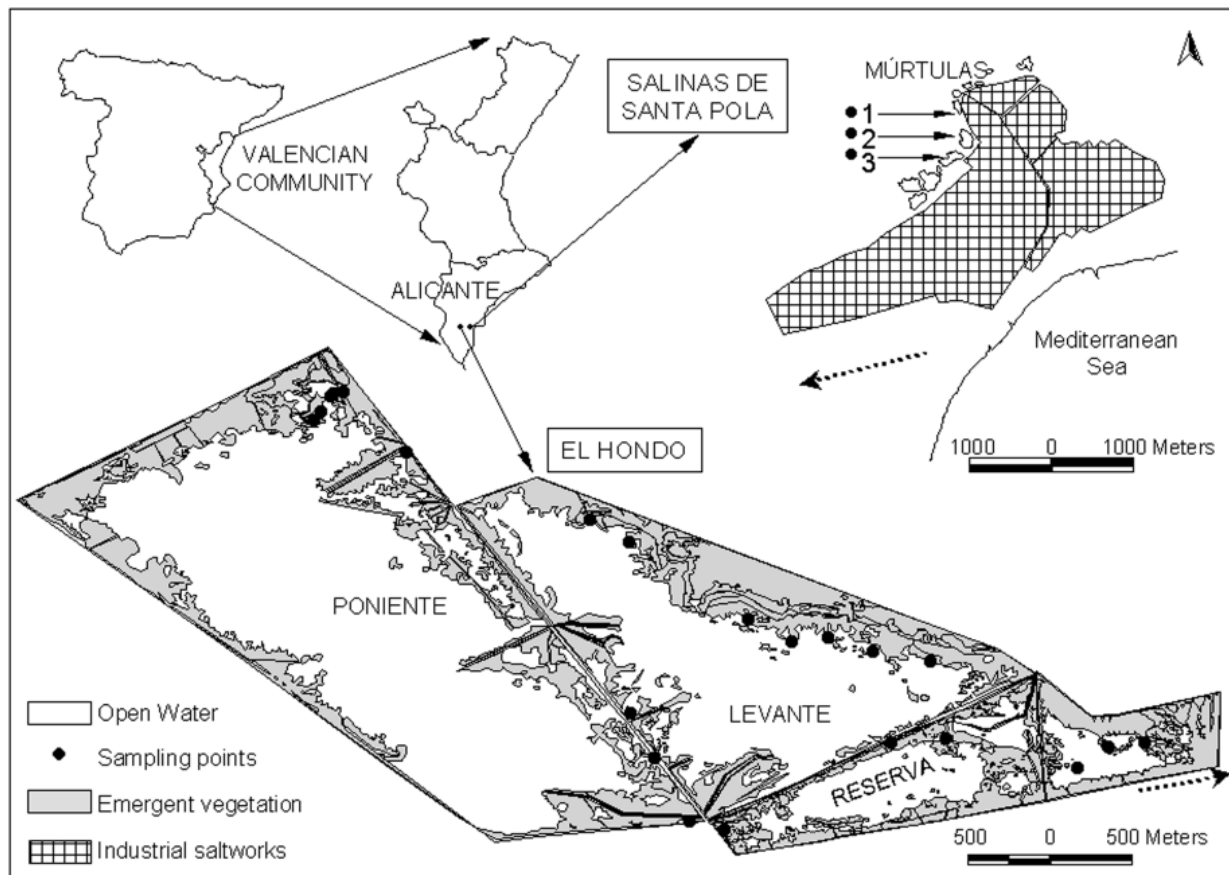 VALENCIAN
COMMUNITY
ALICANTE
SALINAS DE
SANTA POLA
MÚRTULAS
1
2
3
Mediterranean
Sea
1000 0 1000 Meters
EL HONDO
PONIENTE
LEVANTE
RESERVA
Open Water
Sampling points
Emergent vegetation
Industrial saltworks
500 0 500 Meters